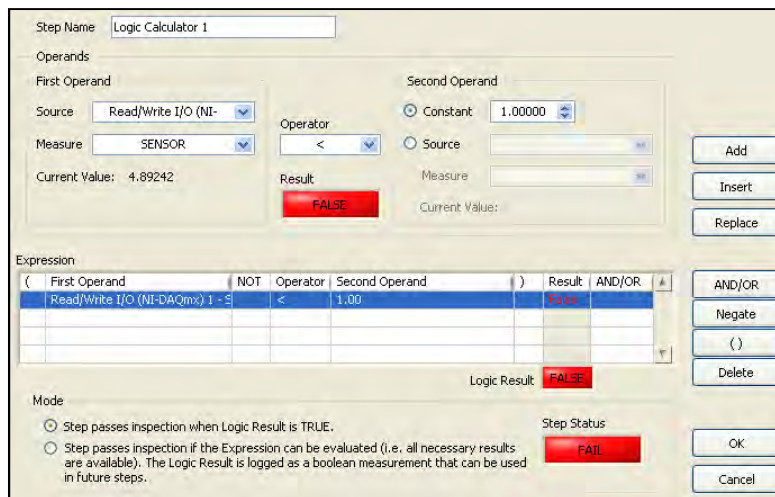 Step Name Logic Calculator 1
Operands
First Operand
Second Operand
Source Read/Write I/O (NI-
Operator
Constant 1.00000
Measure SENSOR
<
Source
Add
Current Value: 4.89242
Result
Measure
Insert
FALSE
Current Value:
Replace
Expression
( First Operand NOT Operator Second Operand ) Result AND/OR
Read/Write I/O (NI-DAQmx) 1 - S < 1.00 False
AND/OR
Negate
( )
Delete
Logic Result FALSE
Mode
Step passes inspection when Logic Result is TRUE.
Step Status
Step passes inspection if the Expression can be evaluated (i.e. all necessary results
are available). The Logic Result is logged as a boolean measurement that can be used
in future steps.
FAIL
OK
Cancel